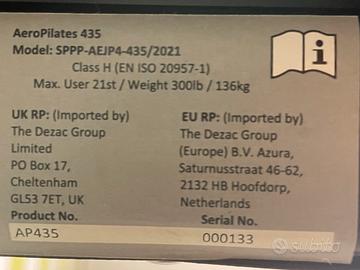 AeroPilates 435
Model: SPPP-AEJP4-435/2021
Class H (EN ISO 20957-1)
Max. User 21st / Weight 300lb / 136kg
UK RP: (Imported by)
The Dezac Group
Limited
PO Box 17,
Cheltenham
GL53 7ET, UK
Product No.
AP435
EU RP: (Imported by)
The Dezac Group
(Europe) B.V. Azura,
Saturnusstraat 46-62,
2132 HB Hoofdorp,
Netherlands
Serial No.
000133
subito